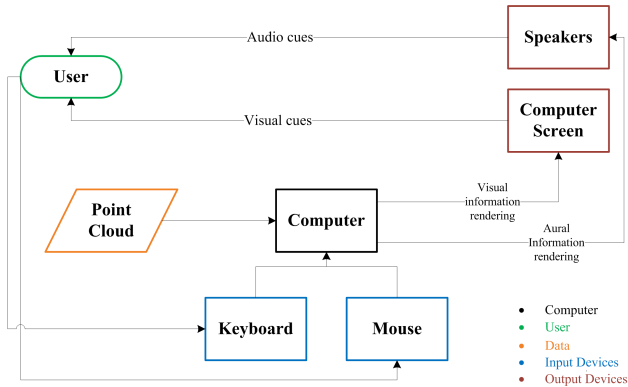 Audio cues
Speakers
User
Visual cues
Computer
Screen
Point
Cloud
Computer
Visual
information
rendering
Aural
Information
rendering
Keyboard
Mouse
Computer
User
Data
Input Devices
Output Devices